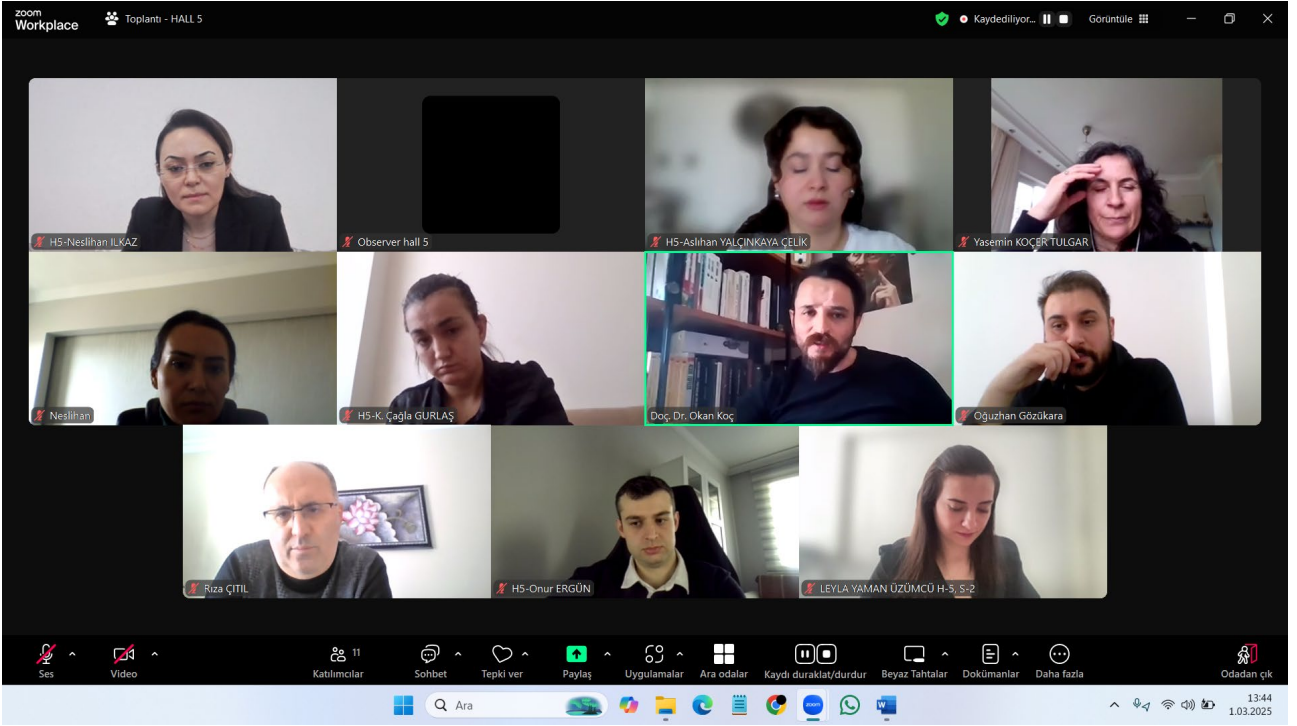 zoom
Workplace
Toplantı - HALL 5
Kaydediliyor...
Görüntüle
H5-Neslihan ILKAZ
Observer hall 5
H5-Aslıhan YALÇINKAYA ÇELİK
Yasemin KOÇER TULGAR
Neslihan
H5-K. Çağla GURLAŞ
Doç. Dr. Okan Koç
Oğuzhan Gözükara
Rıza ÇITIL
H5-Onur ERGÜN
LEYLA YAMAN ÜZÜMCÜ H-5, S-2
11
Ses
Video
Katılımcılar
Sohbet
Tepki ver
Paylaş
Uygulamalar
Ara odalar
Kaydı duraklat/durdur
Beyaz Tahtalar
Dokümanlar
Daha fazla
Odadan çık
Ara
zoom
13:44
1.03.2025